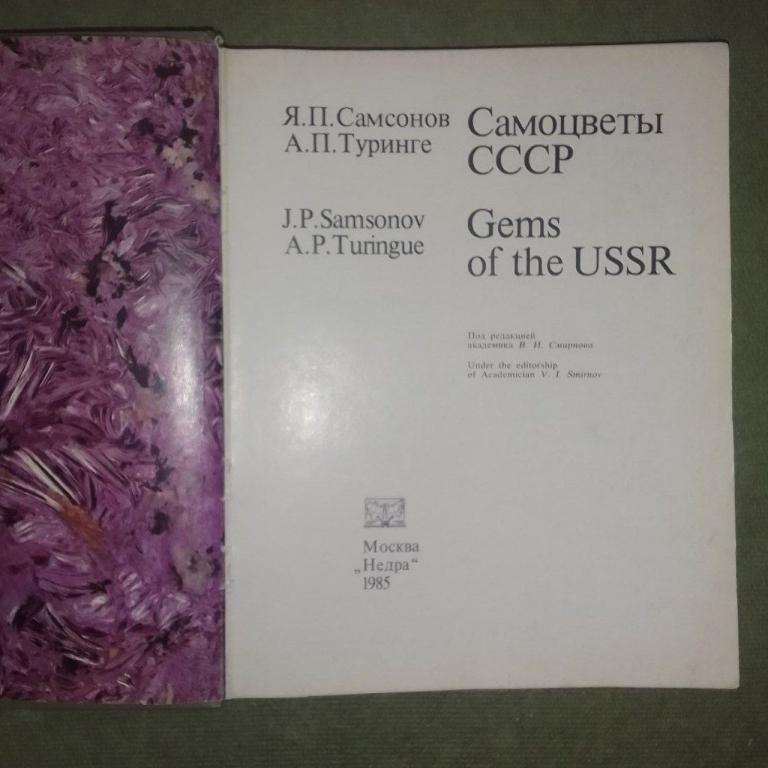 Я.П.Самсонов
А.П.Туринге
J.P.Samsonov
A.P.Turingue
Самоцветы
СССР
Gems
of the USSR
Под редакцией
академика В. И. Смирнова
Under the editorship
of Academician V. I. Smirnov
Москва
„Недра“
1985